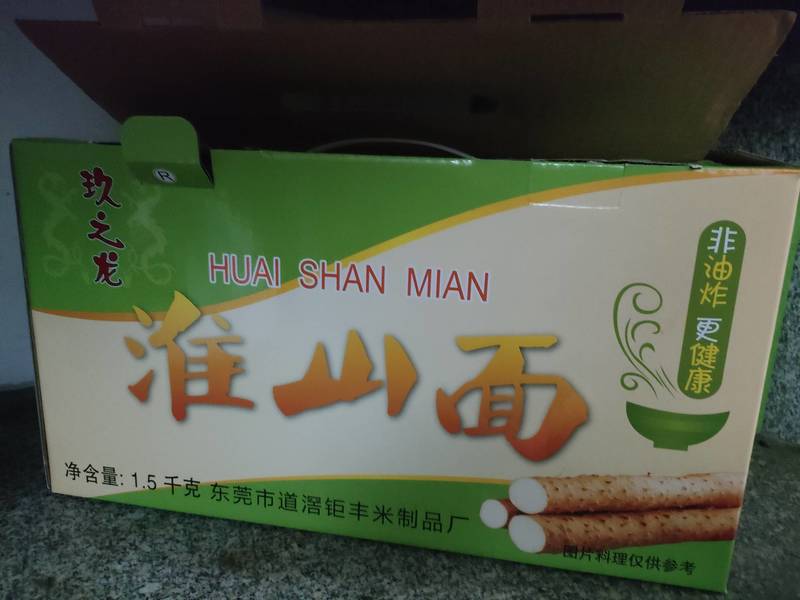 玖之龙
R
HUAI SHAN MIAN
淮山面
非油炸 更健康
净含量: 1.5 千克 东莞市道滘钜丰米制品厂
图片料理仅供参考